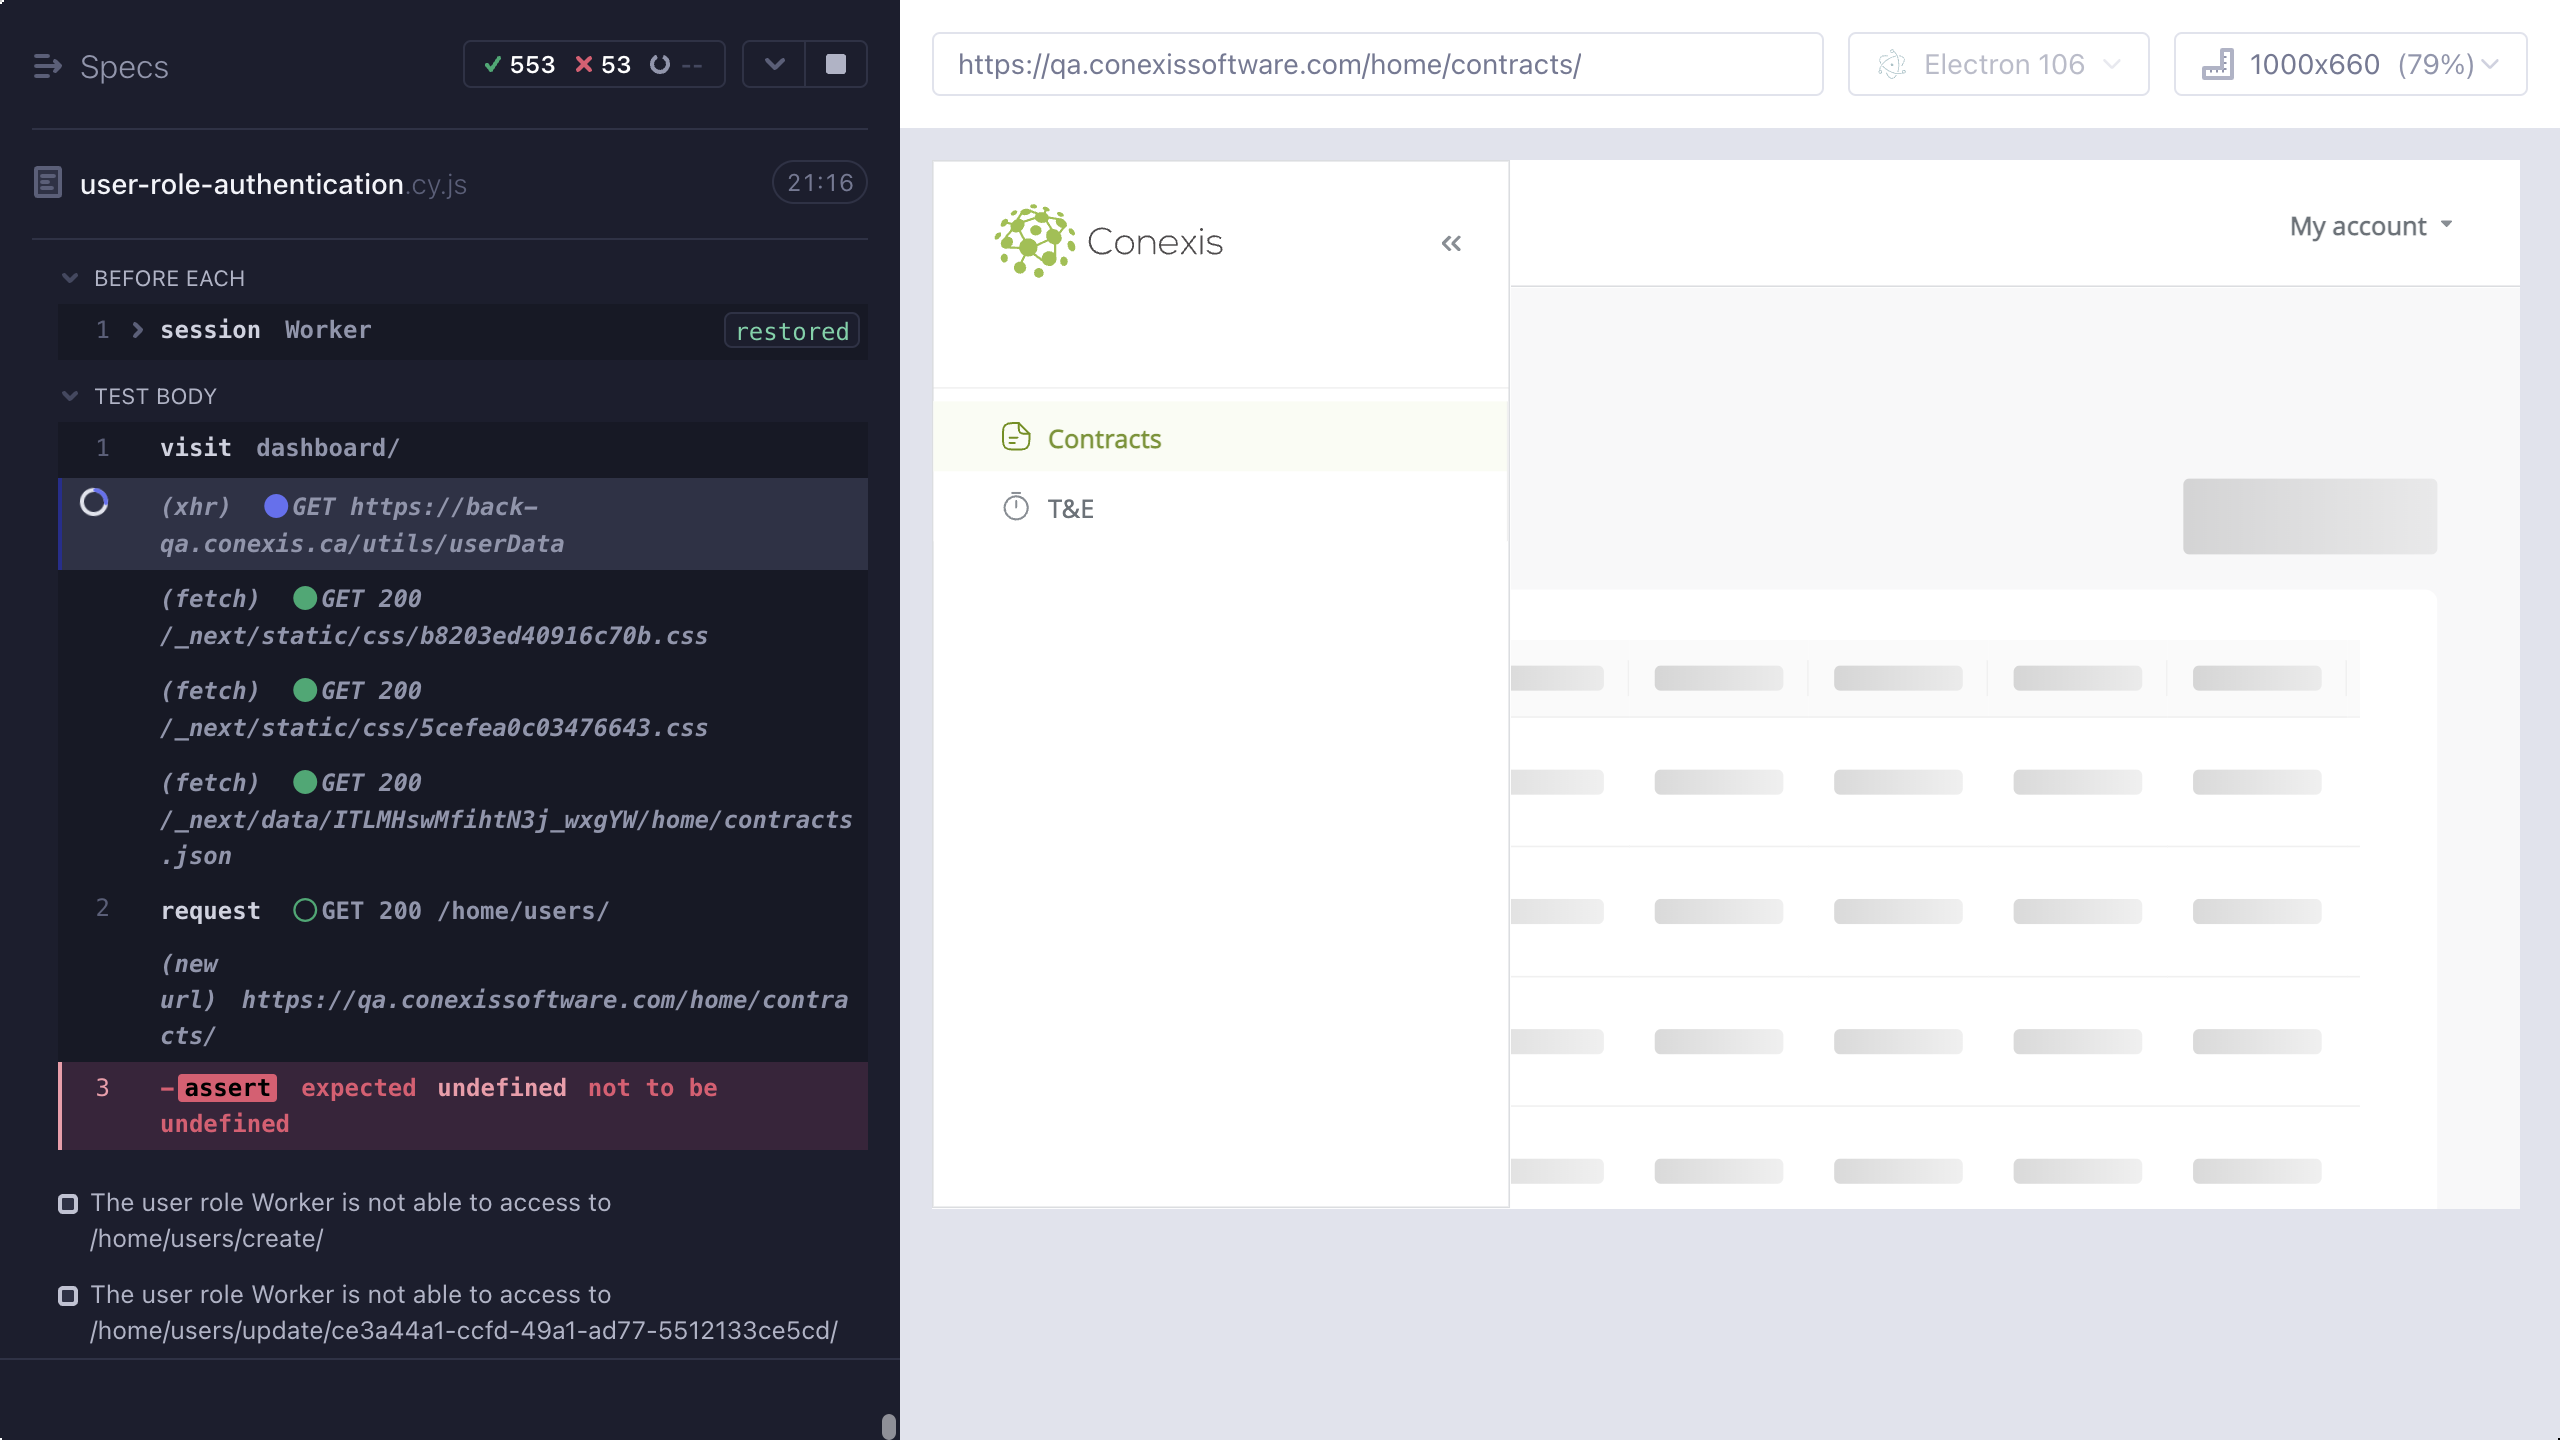 Specs
553 53 --
user-role-authentication.cy.js 21:16
BEFORE EACH
1 session Worker restored
TEST BODY
1 visit dashboard/
(xhr) GET https://back-
qa.conexis.ca/utils/userData
(fetch) GET 200
/_next/static/css/b8203ed40916c70b.css
(fetch) GET 200
/_next/static/css/5cefea0c03476643.css
(fetch) GET 200
/_next/data/ITLMHswMfihtN3j_wxgYW/home/contracts
.json
2 request GET 200 /home/users/
(new
url) https://qa.conexissoftware.com/home/contra
cts/
3 -assert expected undefined not to be
undefined
The user role Worker is not able to access to
/home/users/create/
The user role Worker is not able to access to
/home/users/update/ce3a44a1-ccfd-49a1-ad77-5512133ce5cd/
https://qa.conexissoftware.com/home/contracts/
Electron 106
1000x660 (79%)
Conexis
My account
Contracts
T&E